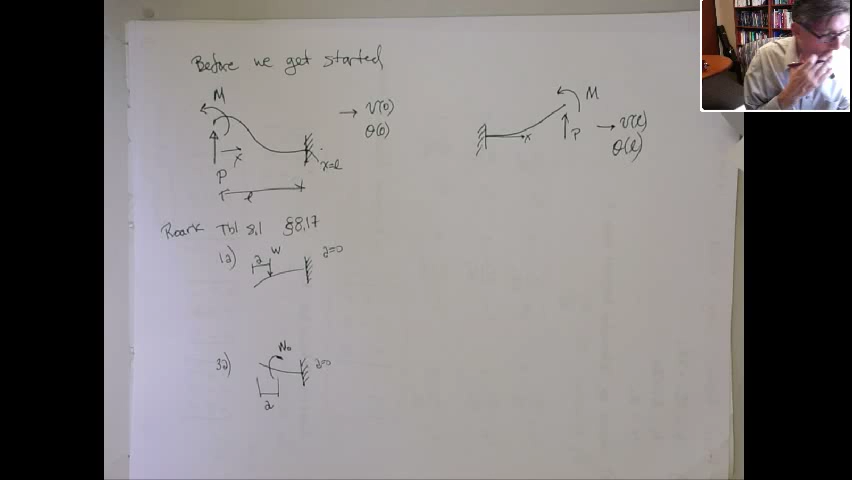 Before we get started
M
→ v(0)
θ(0)
x
x=l
P
l
M
→ v(l)
P
θ(l)
x
Roark Tbl 8.1 §8.17
1a)
a
W
a=0
3a)
M₀
a=0
a